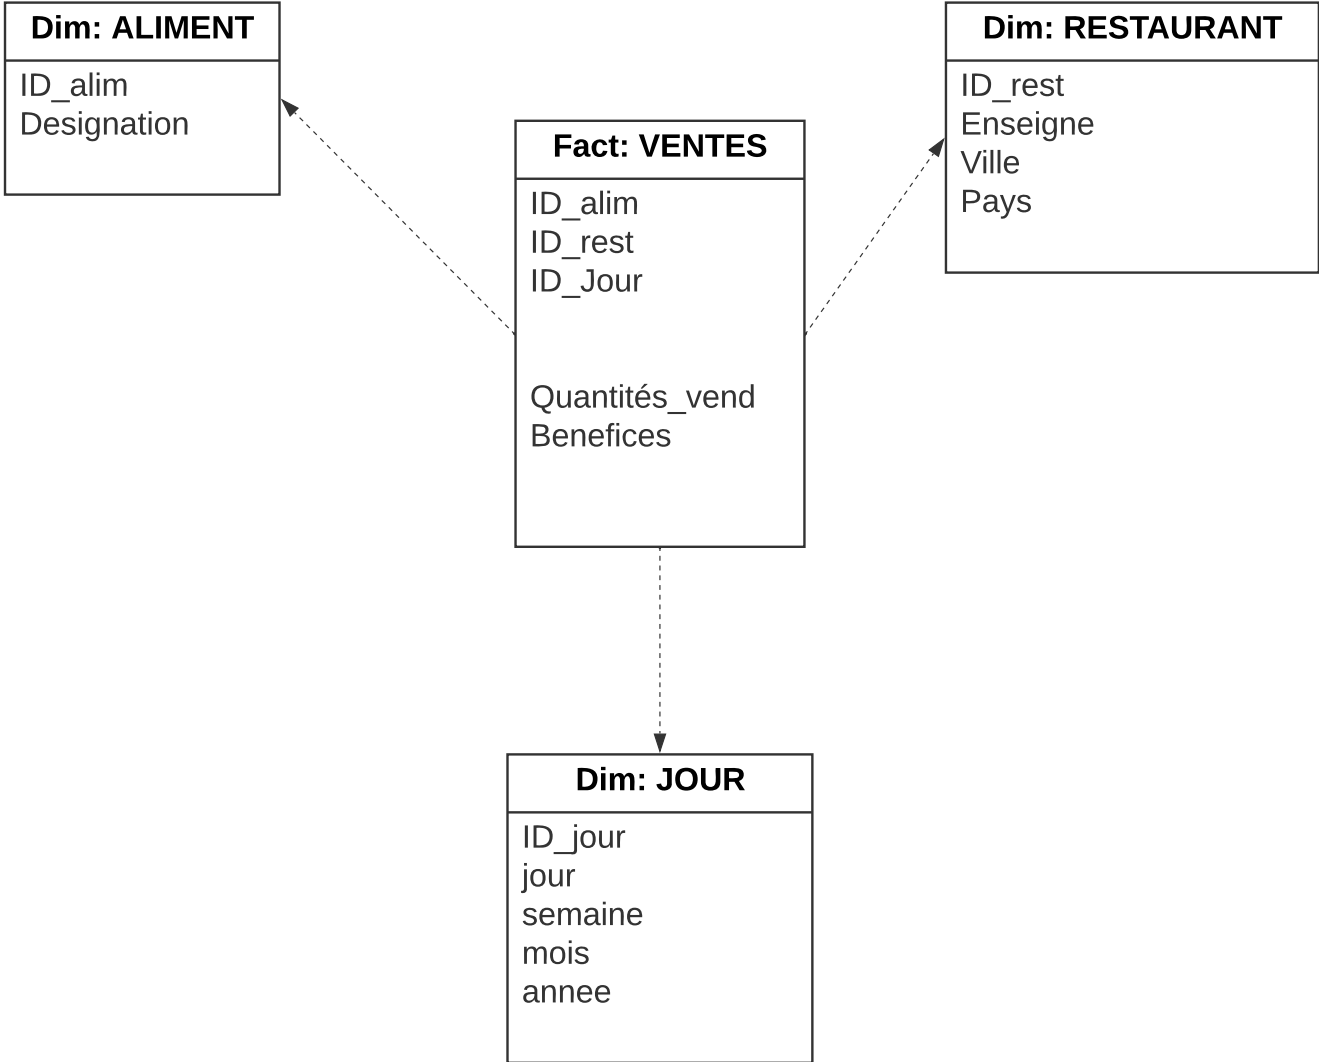 Dim: ALIMENT
ID_alim
Designation
Dim: RESTAURANT
ID_rest
Enseigne
Ville
Pays
Fact: VENTES
ID_alim
ID_rest
ID_Jour
Quantités_vend
Benefices
Dim: JOUR
ID_jour
jour
semaine
mois
annee